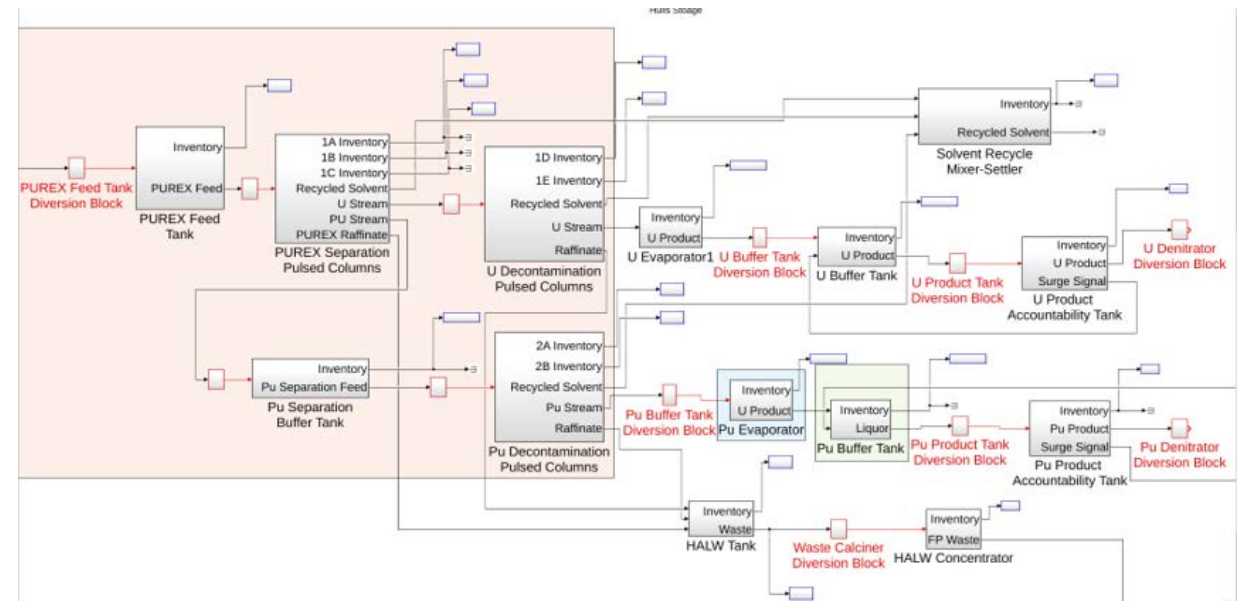 Hulls Storage
Inventory
PUREX Feed
PUREX Feed
Tank
PUREX Feed Tank
Diversion Block
1A Inventory
1B Inventory
1C Inventory
Recycled Solvent
U Stream
PU Stream
PUREX Raffinate
PUREX Separation
Pulsed Columns
1D Inventory
1E Inventory
Recycled Solvent
U Stream
Raffinate
U Decontamination
Pulsed Columns
Inventory
Recycled Solvent
Solvent Recycle
Mixer-Settler
Inventory
U Product
U Evaporator1
U Buffer Tank
Diversion Block
Inventory
U Product
U Buffer Tank
U Product Tank
Diversion Block
Inventory
U Product
Surge Signal
U Product
Accountability Tank
U Denitrator
Diversion Block
Inventory
Pu Separation Feed
Pu Separation
Buffer Tank
2A Inventory
2B Inventory
Recycled Solvent
Pu Stream
Raffinate
Pu Decontamination
Pulsed Columns
Pu Buffer Tank
Diversion Block
Inventory
U Product
Pu Evaporator
Inventory
Liquor
Pu Buffer Tank
Pu Product Tank
Diversion Block
Inventory
Pu Product
Surge Signal
Pu Product
Accountability Tank
Pu Denitrator
Diversion Block
Inventory
Waste
HALW Tank
Waste Calciner
Diversion Block
Inventory
FP Waste
HALW Concentrator